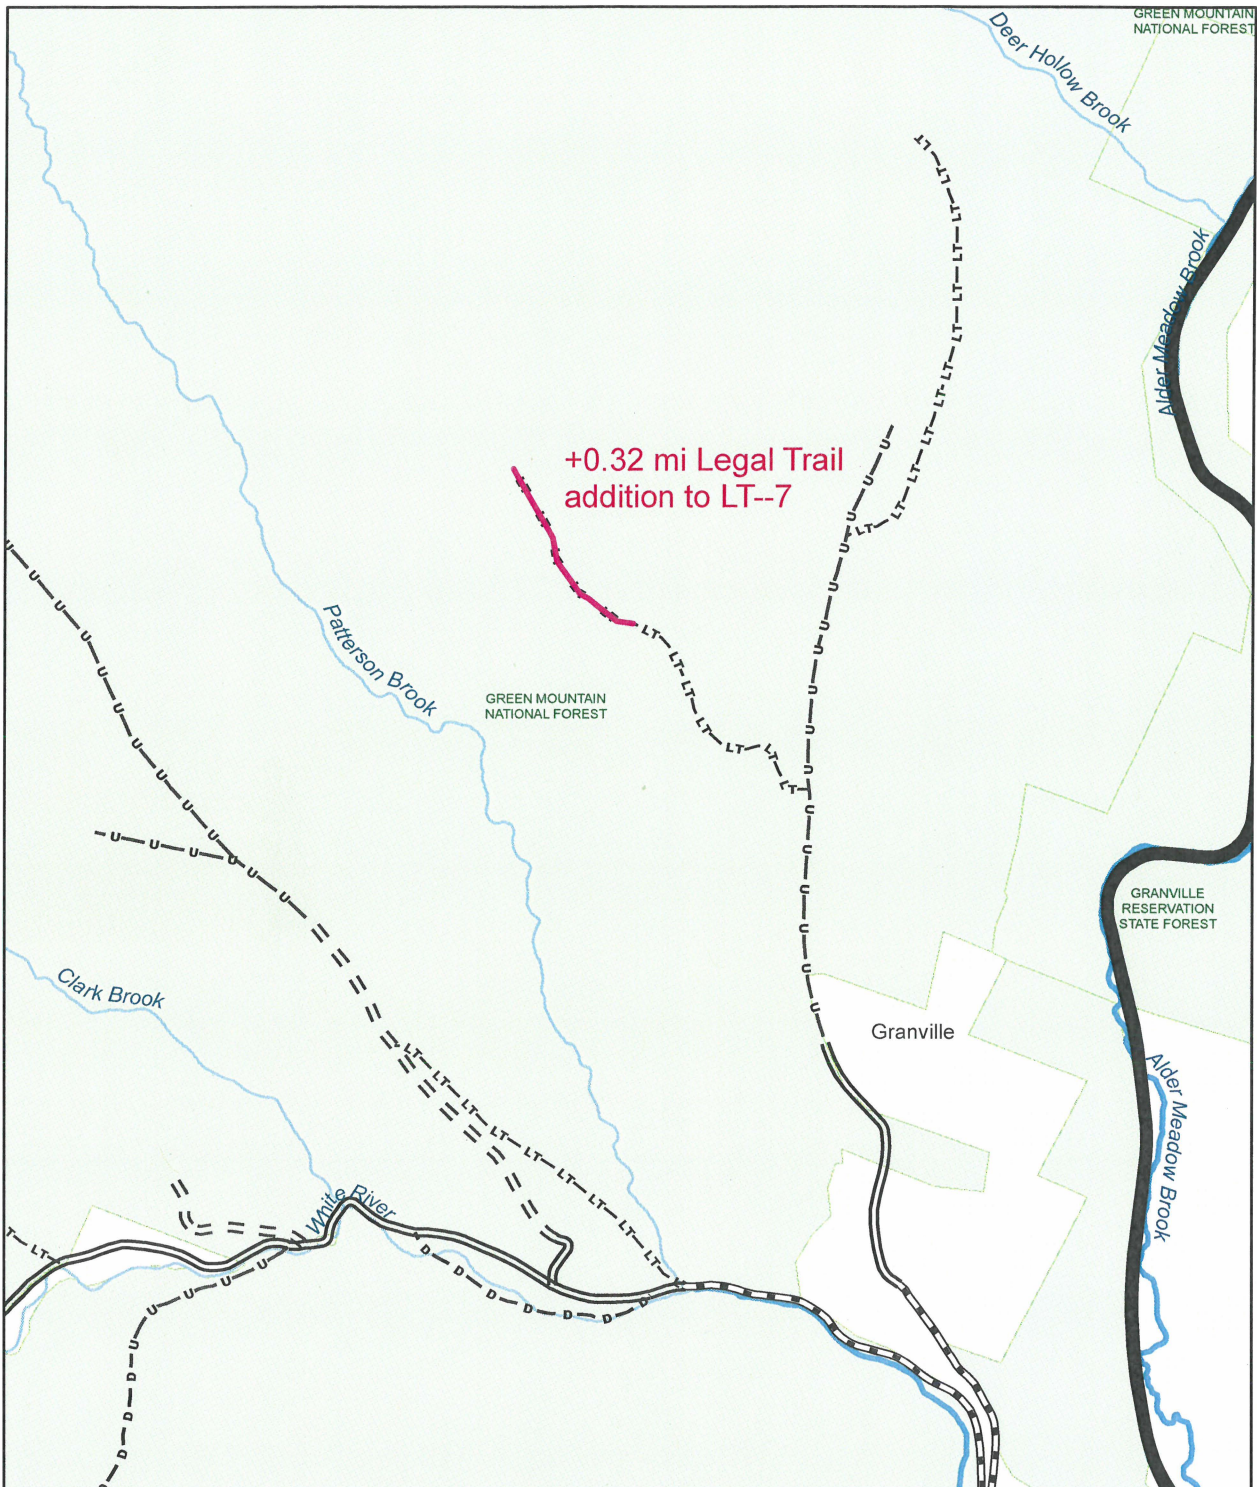 GREEN MOUNTAIN
NATIONAL FOREST
Deer Hollow Brook
Alder Meadow Brook
+0.32 mi Legal Trail
addition to LT--7
Patterson Brook
GREEN MOUNTAIN
NATIONAL FOREST
GRANVILLE
RESERVATION
STATE FOREST
Clark Brook
Granville
Alder Meadow Brook
White River